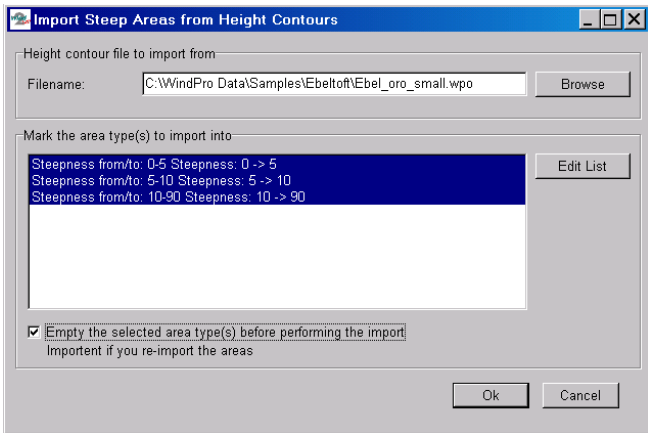 Import Steep Areas from Height Contours
Height contour file to import from
Filename: C:\WindPro Data\Samples\Ebeltoft\Ebel_oro_small.wpo Browse
Mark the area type(s) to import into
Steepness from/to: 0-5 Steepness: 0 -> 5 Edit List
Steepness from/to: 5-10 Steepness: 5 -> 10
Steepness from/to: 10-90 Steepness: 10 -> 90
Empty the selected area type(s) before performing the import
Importent if you re-import the areas
Ok Cancel